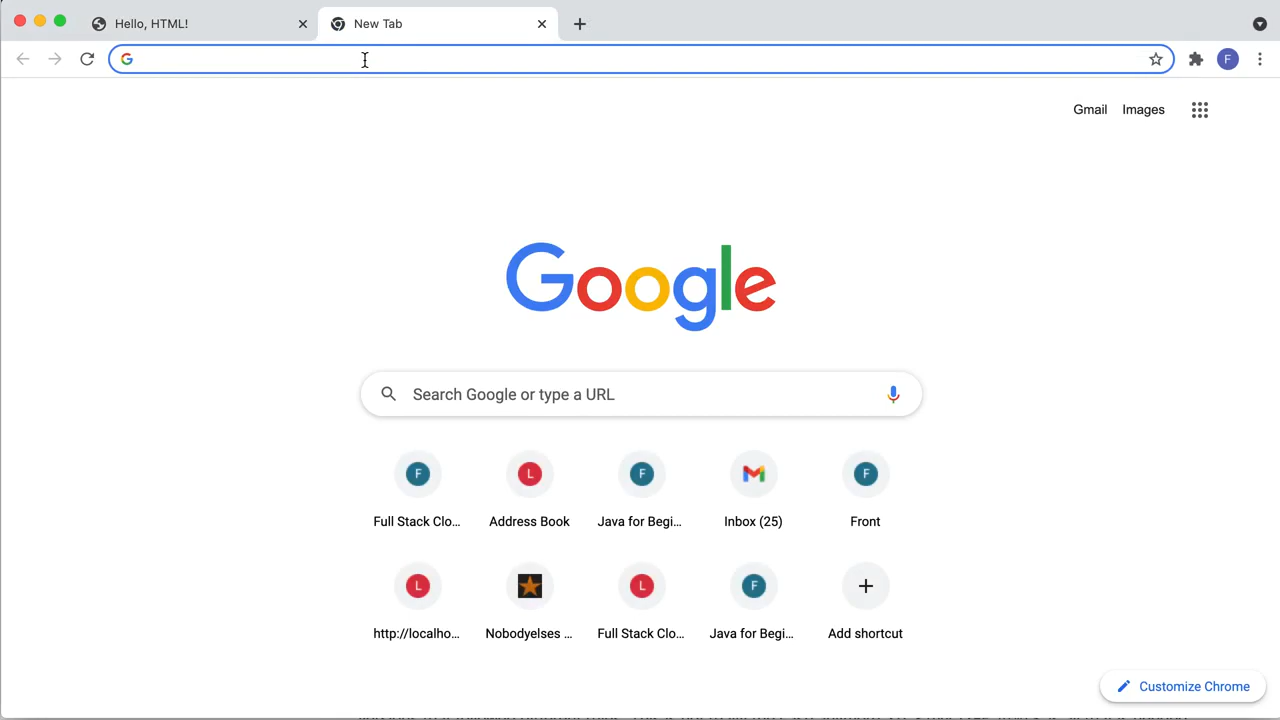 Hello, HTML!
New Tab
F
Gmail Images
Google
Search Google or type a URL
F L F F
Full Stack Clo... Address Book Java for Begi... Inbox (25) Front
L L F
http://localho... Nobodyelses ... Full Stack Clo... Java for Begi... Add shortcut
Customize Chrome